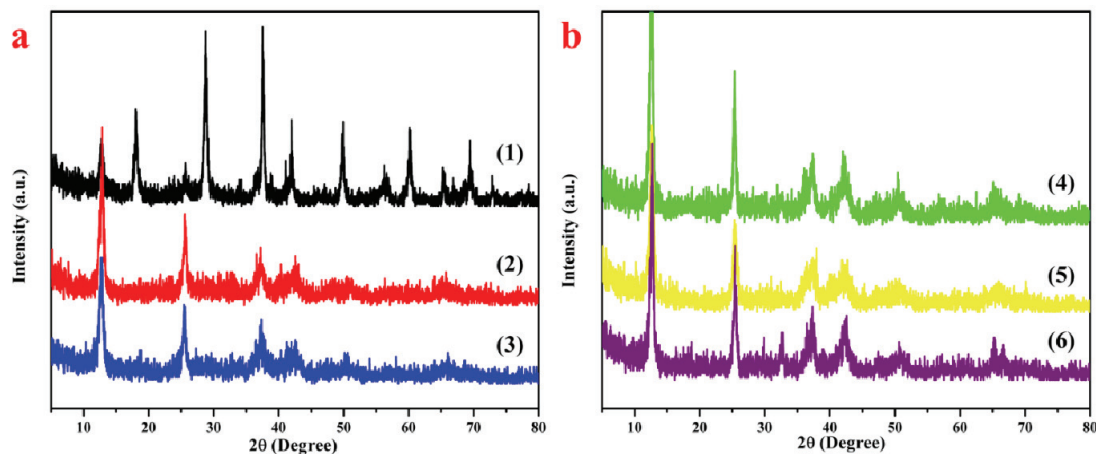 a
(1)
(2)
(3)
Intensity (a.u.)
10 20 30 40 50 60 70 80
2θ (Degree)
b
(4)
(5)
(6)
Intensity (a.u.)
10 20 30 40 50 60 70 80
2θ (Degree)